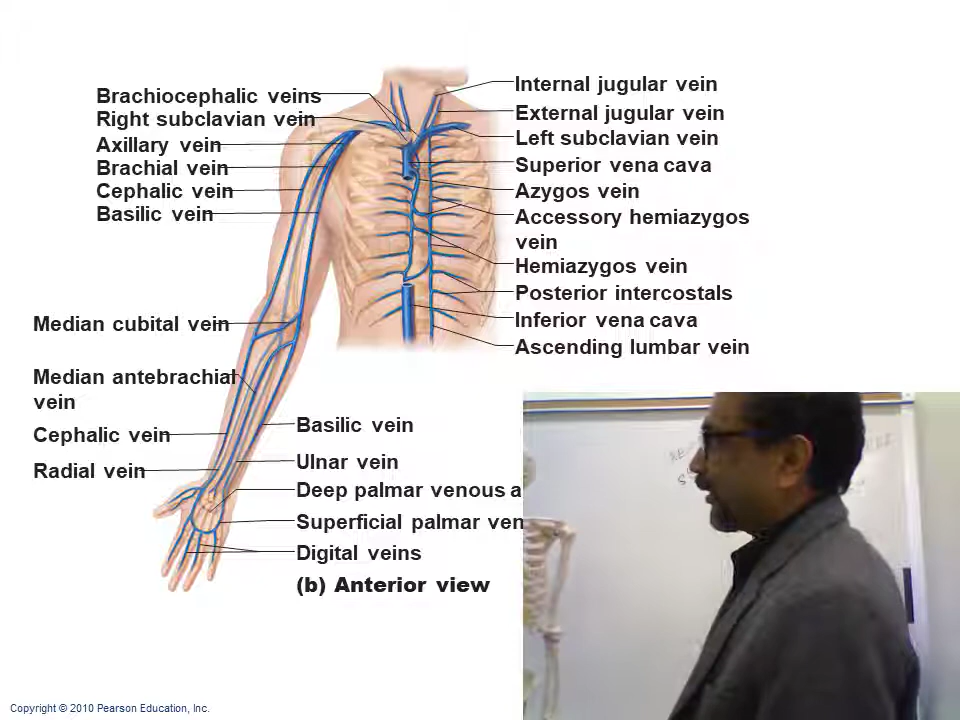 Brachiocephalic veins
Right subclavian vein
Axillary vein
Brachial vein
Cephalic vein
Basilic vein
Median cubital vein
Median antebrachial
vein
Cephalic vein
Radial vein
Internal jugular vein
External jugular vein
Left subclavian vein
Superior vena cava
Azygos vein
Accessory hemiazygos
vein
Hemiazygos vein
Posterior intercostals
Inferior vena cava
Ascending lumbar vein
Basilic vein
Ulnar vein
Deep palmar venous a
Superficial palmar ven
Digital veins
(b) Anterior view
Copyright © 2010 Pearson Education, Inc.